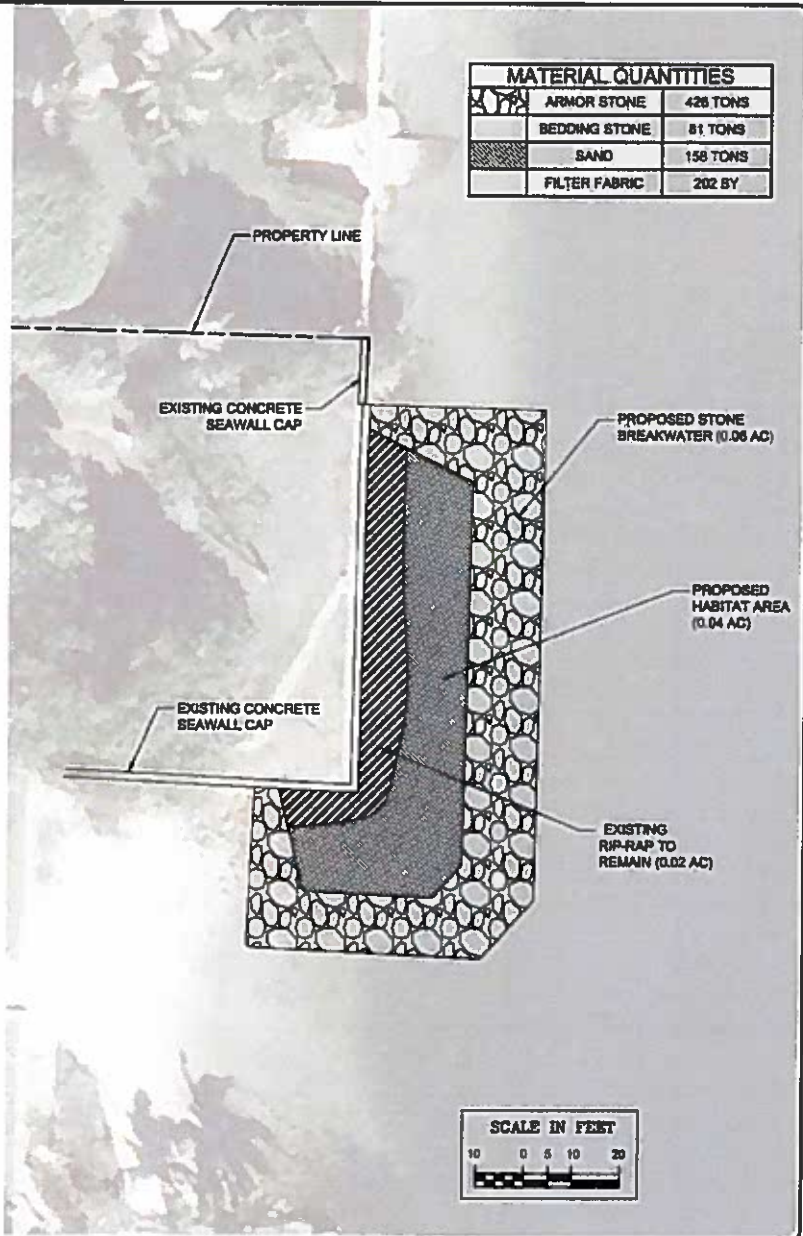 MATERIAL QUANTITIES
ARMOR STONE 426 TONS
BEDDING STONE 81 TONS
SAND 158 TONS
FILTER FABRIC 202 SY
PROPERTY LINE
EXISTING CONCRETE
SEAWALL CAP
PROPOSED STONE
BREAKWATER (0.06 AC)
PROPOSED
HABITAT AREA
(0.04 AC)
EXISTING CONCRETE
SEAWALL CAP
EXISTING
RIP-RAP TO
REMAIN (0.02 AC)
SCALE IN FEET
10 0 5 10 20